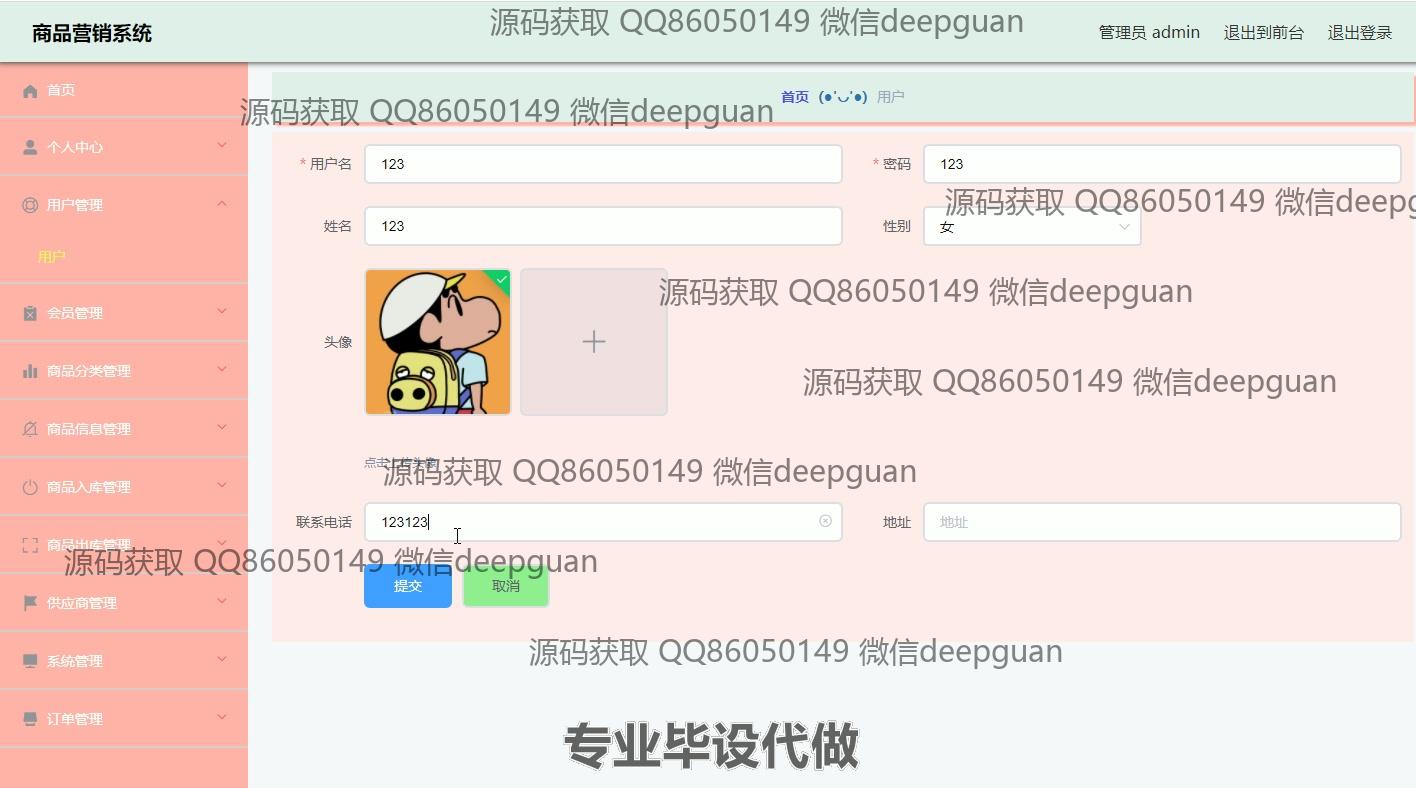 商品营销系统
源码获取 QQ86050149 微信deepguan
管理员 admin
退出到前台
退出登录
首页
个人中心
用户管理
用户
会员管理
商品分类管理
商品信息管理
商品入库管理
商品出库管理
供应商管理
系统管理
订单管理
源码获取 QQ86050149 微信deepguan
首页 (●'◡'●) 用户
* 用户名
123
* 密码
123
源码获取 QQ86050149 微信deepg
姓名
123
性别
女
源码获取 QQ86050149 微信deepguan
头像
+
源码获取 QQ86050149 微信deepguan
点击上传头像
源码获取 QQ86050149 微信deepguan
联系电话
123123
地址
地址
源码获取 QQ86050149 微信deepguan
提交
取消
源码获取 QQ86050149 微信deepguan
专业毕设代做